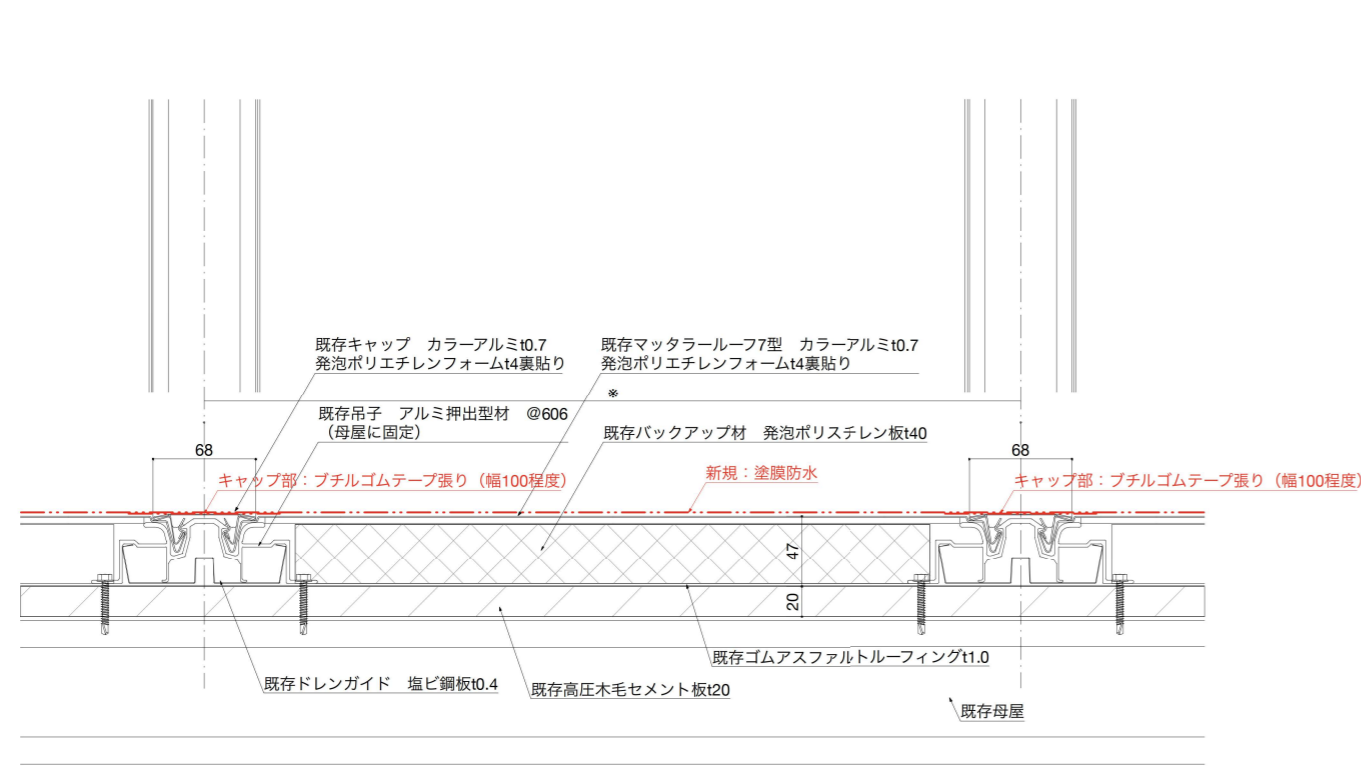 既存キャップ　カラーアルミt0.7
発泡ポリエチレンフォームt4裏貼り
既存マッタラールーフ7型　カラーアルミt0.7
発泡ポリエチレンフォームt4裏貼り
※
既存吊子　アルミ押出型材　@606
（母屋に固定）
既存バックアップ材　発泡ポリスチレン板t40
68
68
キャップ部：ブチルゴムテープ張り（幅100程度）
新規：塗膜防水
キャップ部：ブチルゴムテープ張り（幅100程度）
47
20
既存ゴムアスファルトルーフィングt1.0
既存ドレンガイド　塩ビ鋼板t0.4
既存高圧木毛セメント板t20
既存母屋